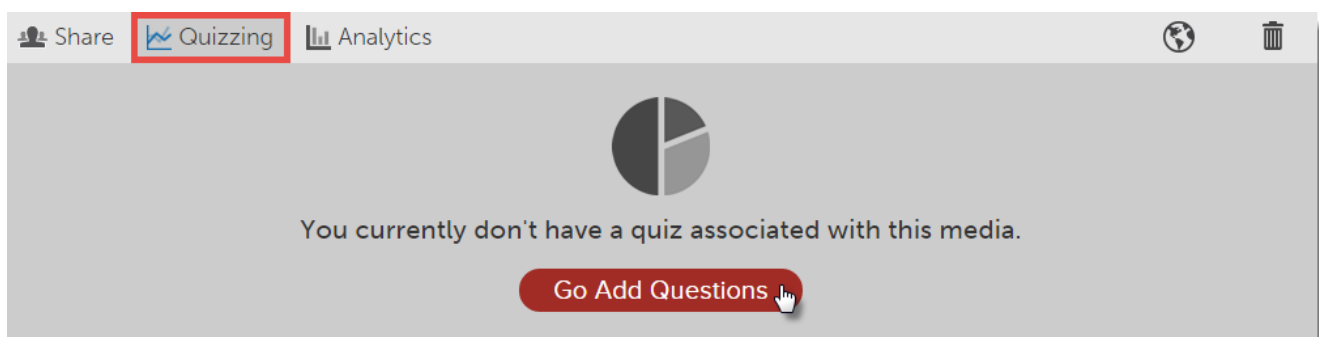 Share Quizzing Analytics
You currently don't have a quiz associated with this media.
Go Add Questions